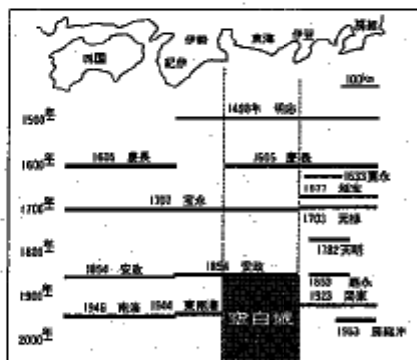 房総
伊勢
東海
伊豆
四国
紀伊
100km
1498年 明応
1500年
1605 慶長
1605 慶長
1600年
1633寛永
1677 延宝
1707 宝永
1700年
1703 元禄
1782天明
1800年
1854 安政
1854 安政
1853 嘉永
1900年
1923 関東
1946 南海
1944 東南海
空白域
1953 房総沖
2000年